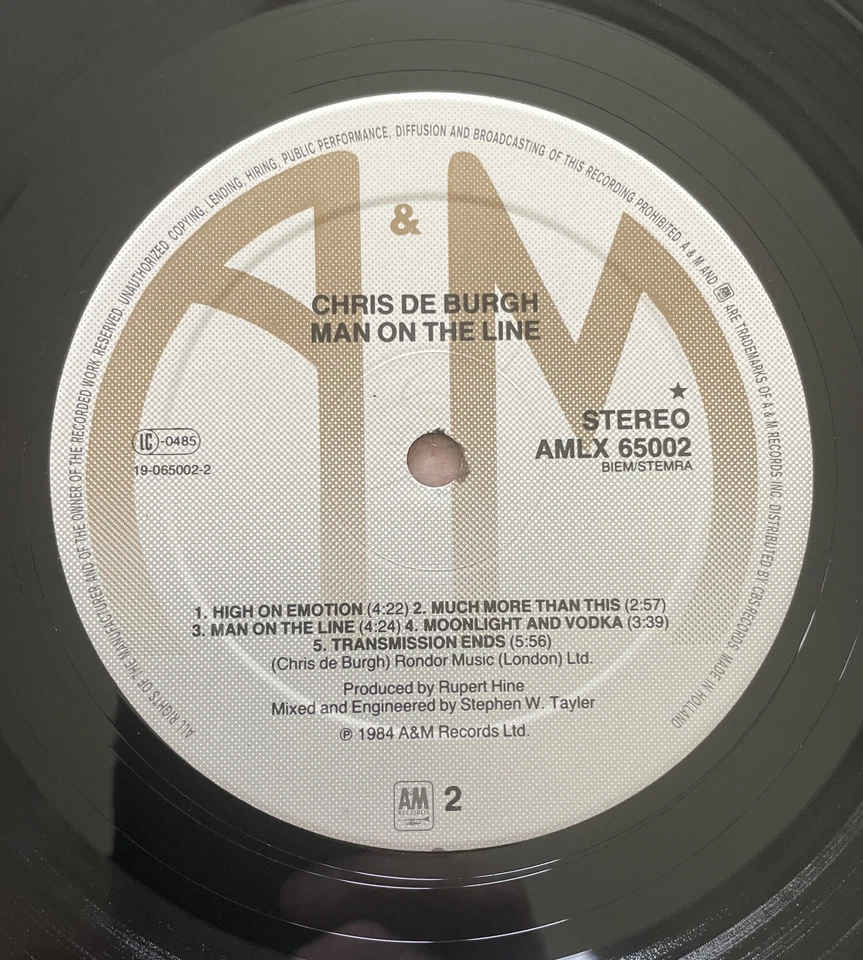 ALL RIGHTS OF THE MANUFACTURER AND OF THE OWNER OF THE RECORDED WORK RESERVED. UNAUTHORIZED COPYING, LENDING, HIRING, PUBLIC PERFORMANCE, DIFFUSION AND BROADCASTING OF THIS RECORDING PROHIBITED A & M AND AM ARE TRADEMARKS OF A & M RECORDS, INC. DISTRIBUTED BY CBS-RECORDS MADE IN HOLLAND
A & M
CHRIS DE BURGH
MAN ON THE LINE
★
STEREO
AMLX 65002
BIEM/STEMRA
LC-0485
19-065002-2
1. HIGH ON EMOTION (4:22) 2. MUCH MORE THAN THIS (2:57)
3. MAN ON THE LINE (4:24) 4. MOONLIGHT AND VODKA (3:39)
5. TRANSMISSION ENDS (5:56)
(Chris de Burgh) Rondor Music (London) Ltd.
Produced by Rupert Hine
Mixed and Engineered by Stephen W. Tayler
℗ 1984 A&M Records Ltd.
AM
RECORDS
2